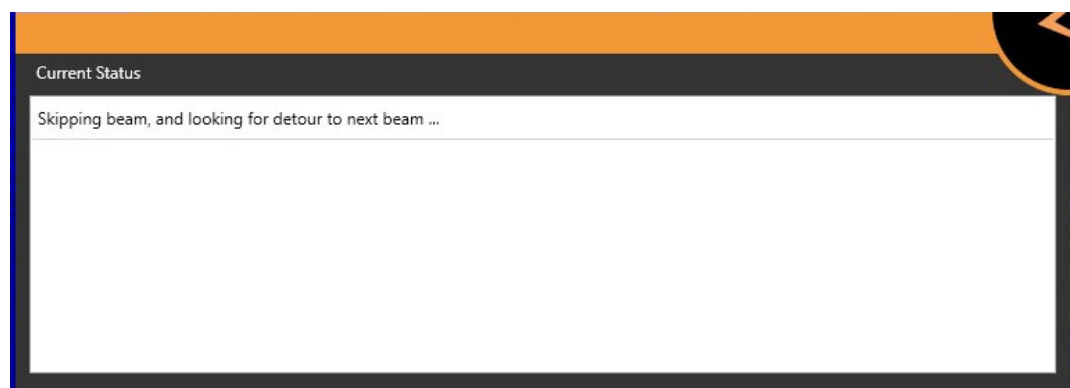 Current Status
Skipping beam, and looking for detour to next beam ...